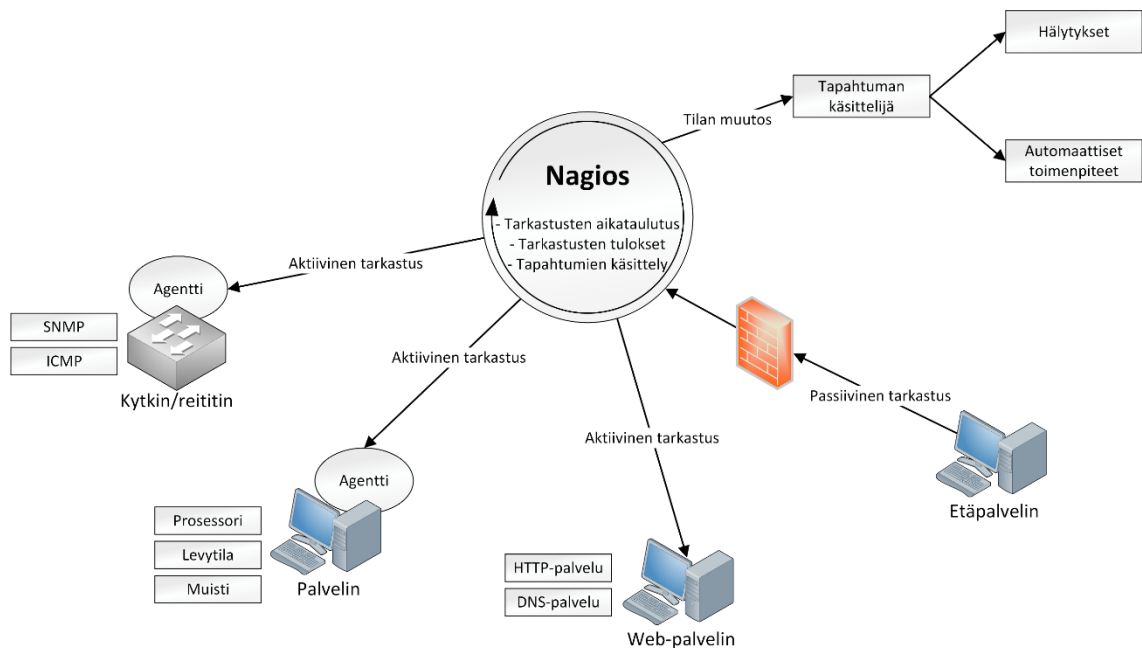 Hälytykset
Tapahtuman
käsittelijä
Tilan muutos
Automaattiset
toimenpiteet
Nagios
- Tarkastusten aikataulutus
- Tarkastusten tulokset
- Tapahtumien käsittely
Aktiivinen tarkastus
Agentti
SNMP
ICMP
Kytkin/reititin
Aktiivinen tarkastus
Agentti
Prosessori
Levytila
Muisti
Palvelin
Aktiivinen tarkastus
HTTP-palvelu
DNS-palvelu
Web-palvelin
Passiivinen tarkastus
Etäpalvelin